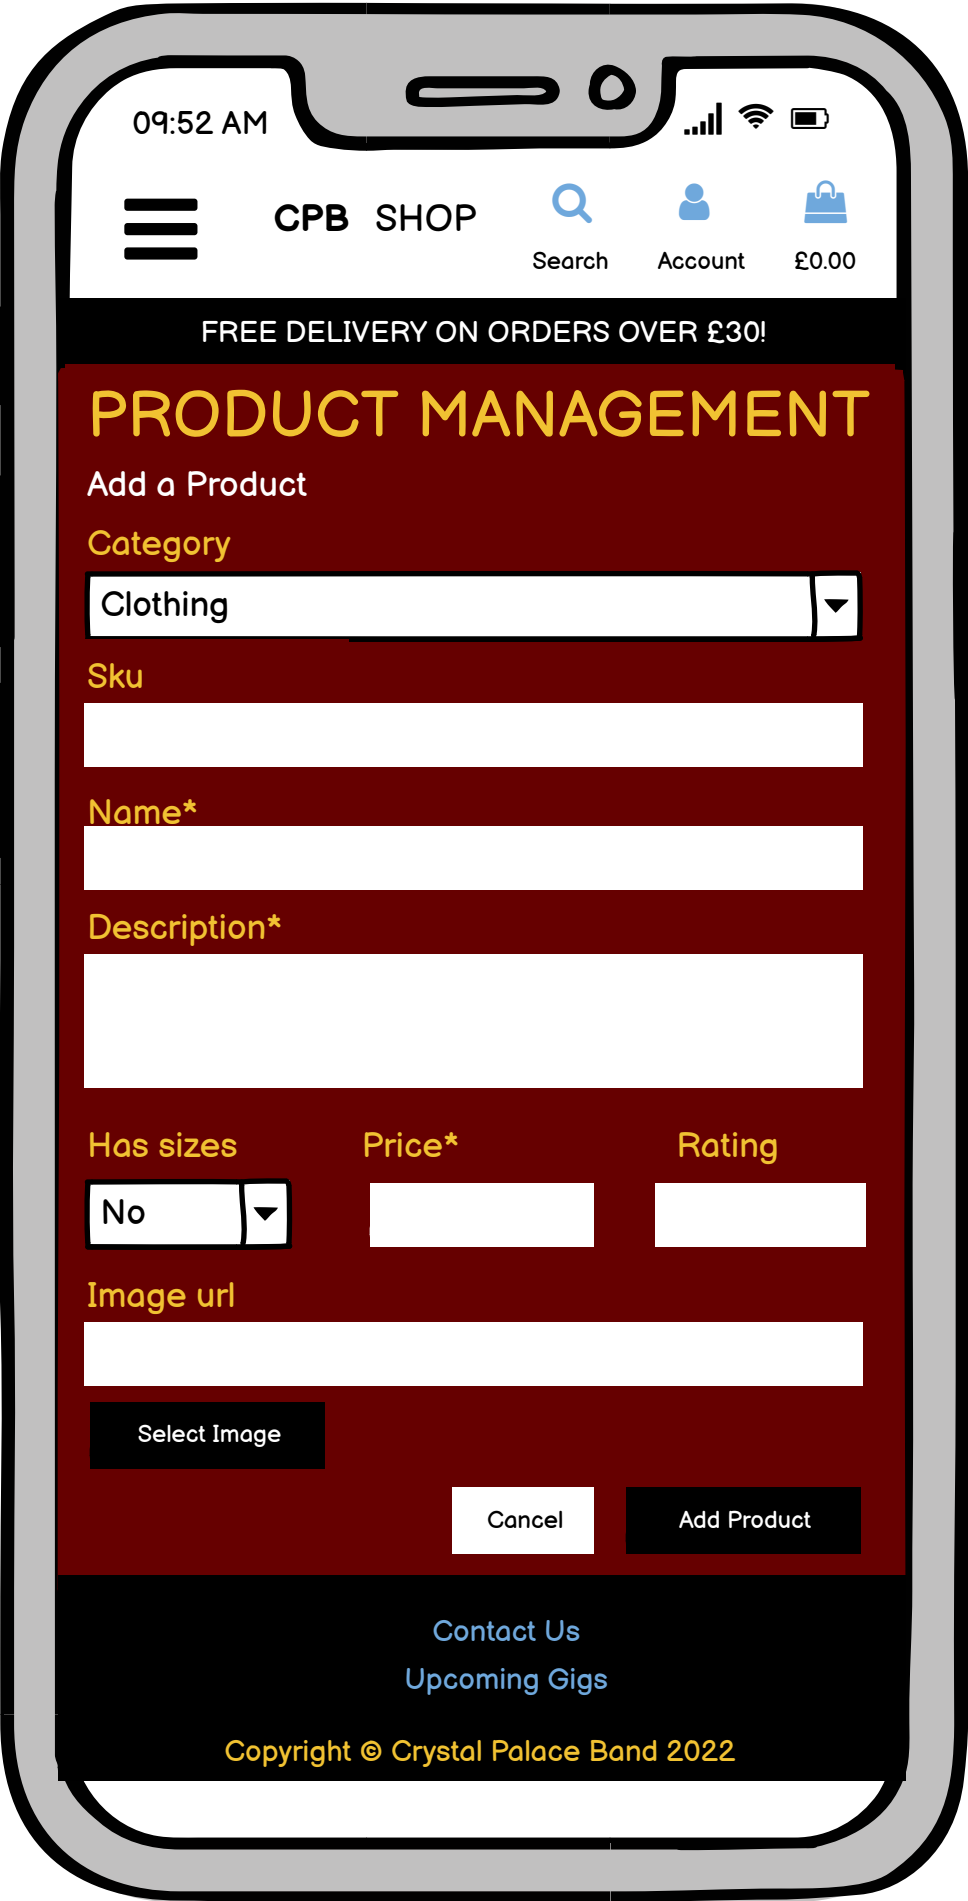 09:52 AM
CPB SHOP
Search Account £0.00
FREE DELIVERY ON ORDERS OVER £30!
PRODUCT MANAGEMENT
Add a Product
Category
Clothing
Sku
Name*
Description*
Has sizes Price* Rating
No
Image url
Select Image
Cancel Add Product
Contact Us
Upcoming Gigs
Copyright © Crystal Palace Band 2022